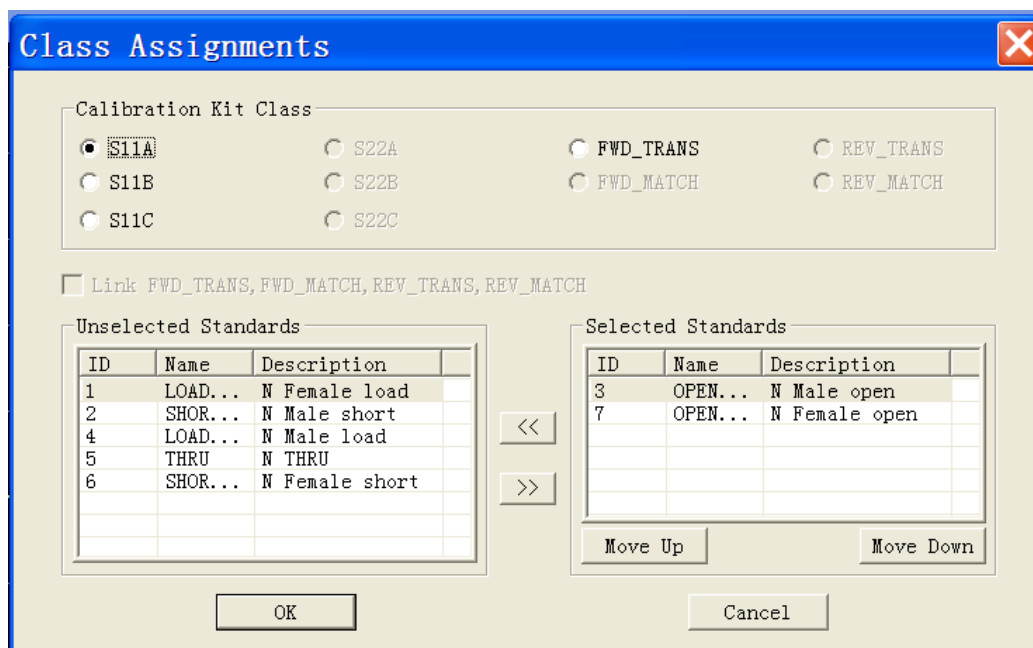 Class Assignments
Calibration Kit Class
S11A S22A FWD_TRANS REV_TRANS
S11B S22B FWD_MATCH REV_MATCH
S11C S22C
Link FWD_TRANS, FWD_MATCH, REV_TRANS, REV_MATCH
Unselected Standards
ID Name Description
1 LOAD... N Female load
2 SHOR... N Male short
4 LOAD... N Male load
5 THRU N THRU
6 SHOR... N Female short
<<
>>
Selected Standards
ID Name Description
3 OPEN... N Male open
7 OPEN... N Female open
Move Up Move Down
OK Cancel